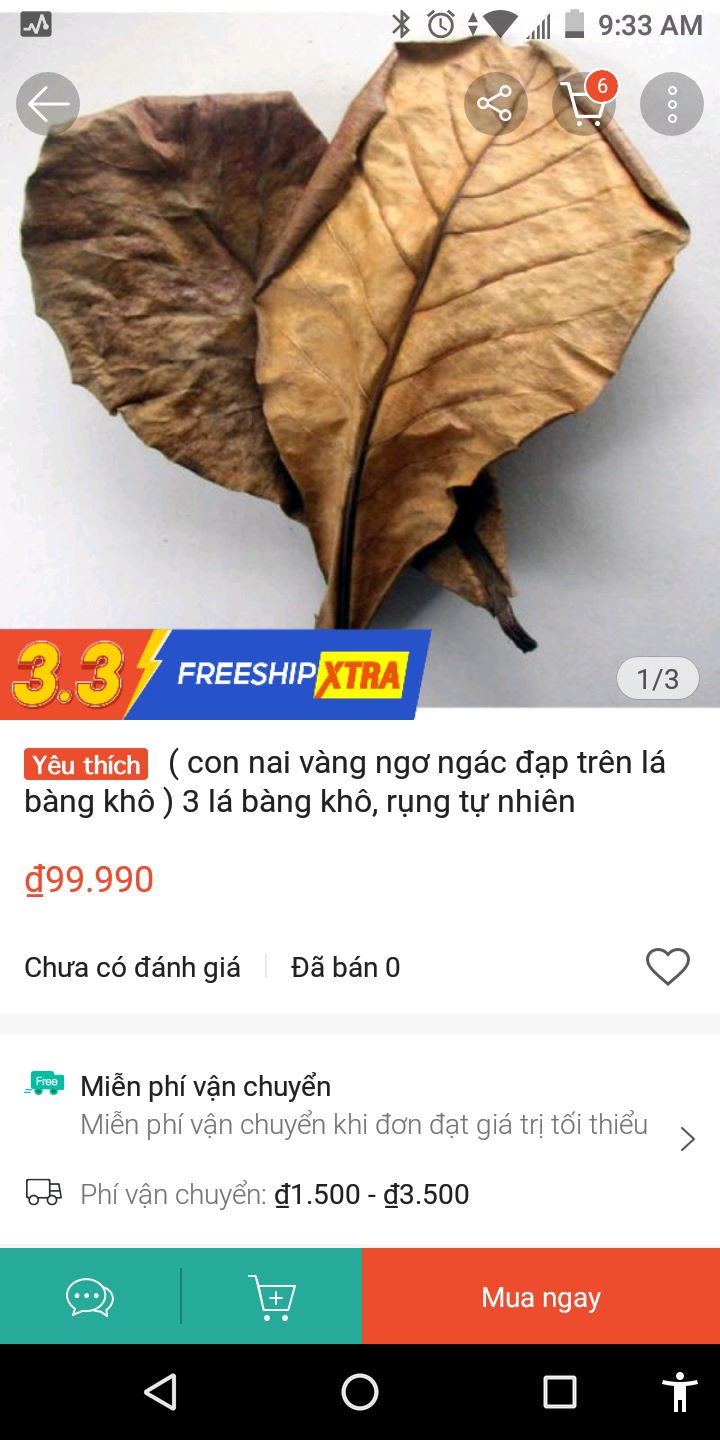 9:33 AM
6
3.3 FREESHIP XTRA
1/3
Yêu thích ( con nai vàng ngơ ngác đạp trên lá
bàng khô ) 3 lá bàng khô, rụng tự nhiên
₫99.990
Chưa có đánh giá Đã bán 0
Free Miễn phí vận chuyển
Miễn phí vận chuyển khi đơn đạt giá trị tối thiểu
Phí vận chuyển: ₫1.500 - ₫3.500
Mua ngay